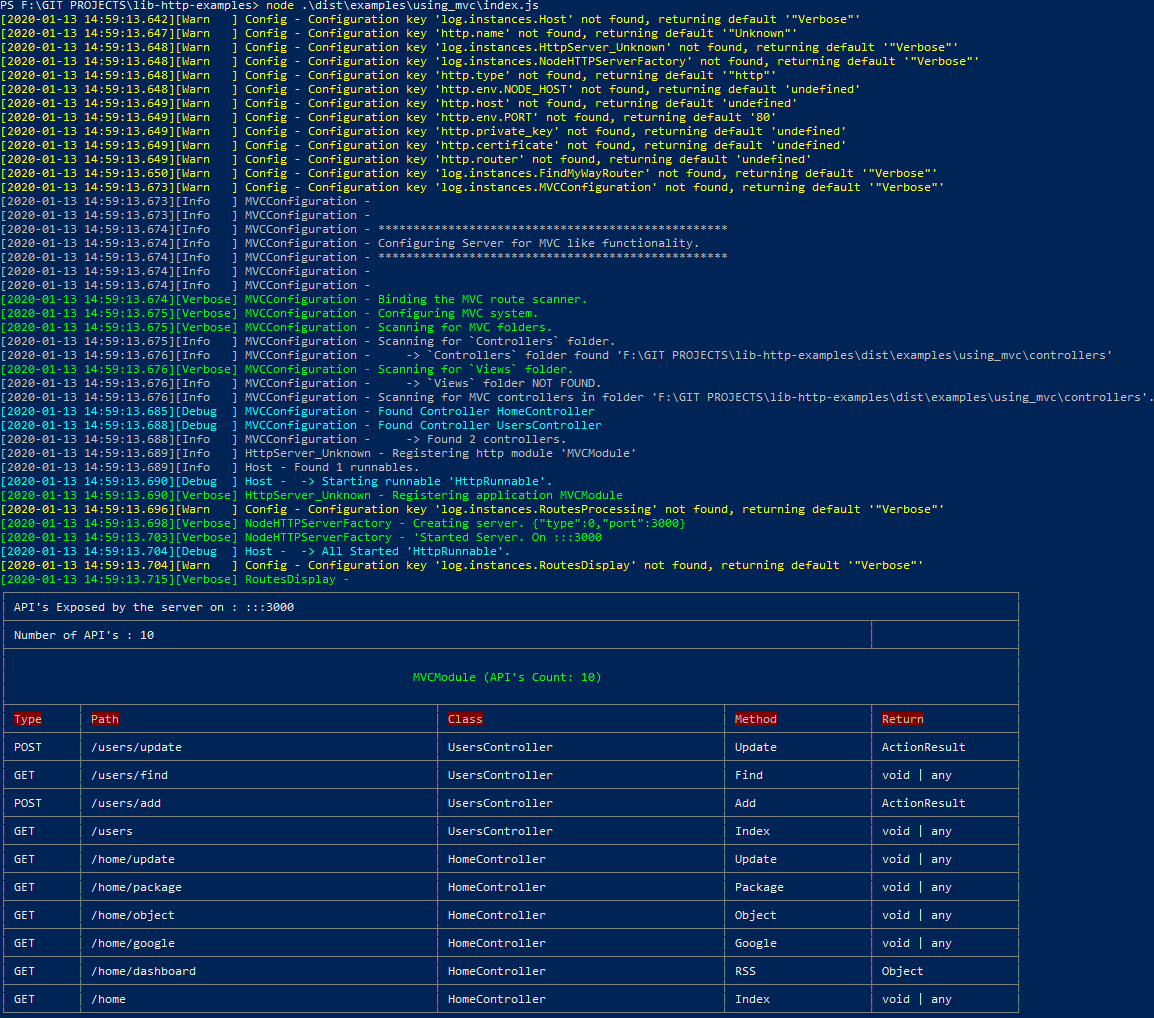 PS F:\GIT PROJECTS\lib-http-examples> node .\dist\examples\using_mvc\index.js
[2020-01-13 14:59:13.642][Warn   ] Config - Configuration key 'log.instances.Host' not found, returning default '"Verbose"'
[2020-01-13 14:59:13.647][Warn   ] Config - Configuration key 'http.name' not found, returning default '"Unknown"'
[2020-01-13 14:59:13.648][Warn   ] Config - Configuration key 'log.instances.HttpServer_Unknown' not found, returning default '"Verbose"'
[2020-01-13 14:59:13.648][Warn   ] Config - Configuration key 'log.instances.NodeHTTPServerFactory' not found, returning default '"Verbose"'
[2020-01-13 14:59:13.648][Warn   ] Config - Configuration key 'http.type' not found, returning default '"http"'
[2020-01-13 14:59:13.648][Warn   ] Config - Configuration key 'http.env.NODE_HOST' not found, returning default 'undefined'
[2020-01-13 14:59:13.649][Warn   ] Config - Configuration key 'http.host' not found, returning default 'undefined'
[2020-01-13 14:59:13.649][Warn   ] Config - Configuration key 'http.env.PORT' not found, returning default '80'
[2020-01-13 14:59:13.649][Warn   ] Config - Configuration key 'http.private_key' not found, returning default 'undefined'
[2020-01-13 14:59:13.649][Warn   ] Config - Configuration key 'http.certificate' not found, returning default 'undefined'
[2020-01-13 14:59:13.649][Warn   ] Config - Configuration key 'http.router' not found, returning default 'undefined'
[2020-01-13 14:59:13.650][Warn   ] Config - Configuration key 'log.instances.FindMyWayRouter' not found, returning default '"Verbose"'
[2020-01-13 14:59:13.673][Warn   ] Config - Configuration key 'log.instances.MVCConfiguration' not found, returning default '"Verbose"'
[2020-01-13 14:59:13.673][Info   ] MVCConfiguration -
[2020-01-13 14:59:13.673][Info   ] MVCConfiguration -
[2020-01-13 14:59:13.674][Info   ] MVCConfiguration - **************************************************
[2020-01-13 14:59:13.674][Info   ] MVCConfiguration - Configuring Server for MVC like functionality.
[2020-01-13 14:59:13.674][Info   ] MVCConfiguration - **************************************************
[2020-01-13 14:59:13.674][Info   ] MVCConfiguration -
[2020-01-13 14:59:13.674][Info   ] MVCConfiguration -
[2020-01-13 14:59:13.674][Verbose] MVCConfiguration - Binding the MVC route scanner.
[2020-01-13 14:59:13.675][Verbose] MVCConfiguration - Configuring MVC system.
[2020-01-13 14:59:13.675][Verbose] MVCConfiguration - Scanning for MVC folders.
[2020-01-13 14:59:13.675][Info   ] MVCConfiguration - Scanning for `Controllers` folder.
[2020-01-13 14:59:13.676][Info   ] MVCConfiguration -     -> `Controllers` folder found 'F:\GIT PROJECTS\lib-http-examples\dist\examples\using_mvc\controllers'
[2020-01-13 14:59:13.676][Verbose] MVCConfiguration - Scanning for `Views` folder.
[2020-01-13 14:59:13.676][Info   ] MVCConfiguration -     -> `Views` folder NOT FOUND.
[2020-01-13 14:59:13.676][Info   ] MVCConfiguration - Scanning for MVC controllers in folder 'F:\GIT PROJECTS\lib-http-examples\dist\examples\using_mvc\controllers'.
[2020-01-13 14:59:13.685][Debug  ] MVCConfiguration - Found Controller HomeController
[2020-01-13 14:59:13.688][Debug  ] MVCConfiguration - Found Controller UsersController
[2020-01-13 14:59:13.688][Info   ] MVCConfiguration -     -> Found 2 controllers.
[2020-01-13 14:59:13.689][Info   ] HttpServer_Unknown - Registering http module 'MVCModule'
[2020-01-13 14:59:13.689][Info   ] Host - Found 1 runnables.
[2020-01-13 14:59:13.690][Debug  ] Host -  -> Starting runnable 'HttpRunnable'.
[2020-01-13 14:59:13.690][Verbose] HttpServer_Unknown - Registering application MVCModule
[2020-01-13 14:59:13.696][Warn   ] Config - Configuration key 'log.instances.RoutesProcessing' not found, returning default '"Verbose"'
[2020-01-13 14:59:13.698][Verbose] NodeHTTPServerFactory - Creating server. {"type":0,"port":3000}
[2020-01-13 14:59:13.703][Verbose] NodeHTTPServerFactory - 'Started Server. On :::3000
[2020-01-13 14:59:13.704][Debug  ] Host -  -> All Started 'HttpRunnable'.
[2020-01-13 14:59:13.704][Warn   ] Config - Configuration key 'log.instances.RoutesDisplay' not found, returning default '"Verbose"'
[2020-01-13 14:59:13.715][Verbose] RoutesDisplay -
API's Exposed by the server on : :::3000
Number of API's : 10
MVCModule (API's Count: 10)
Type Path Class Method Return
POST /users/update UsersController Update ActionResult
GET /users/find UsersController Find void | any
POST /users/add UsersController Add ActionResult
GET /users UsersController Index void | any
GET /home/update HomeController Update void | any
GET /home/package HomeController Package void | any
GET /home/object HomeController Object void | any
GET /home/google HomeController Google void | any
GET /home/dashboard HomeController RSS Object
GET /home HomeController Index void | any